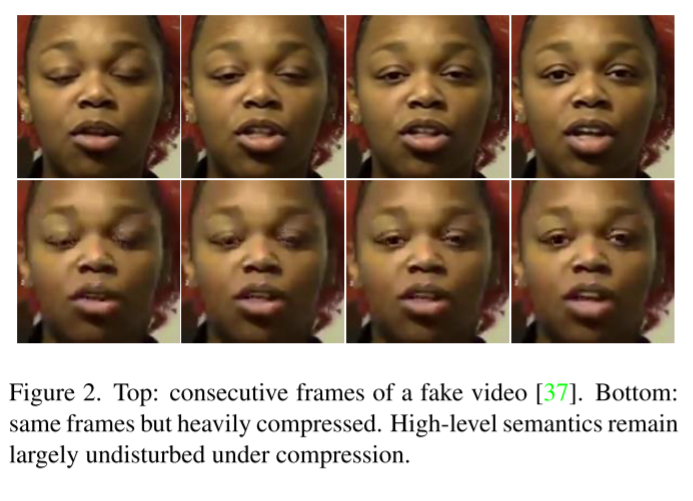 Figure 2. Top: consecutive frames of a fake video [37]. Bottom:
same frames but heavily compressed. High-level semantics remain
largely undisturbed under compression.